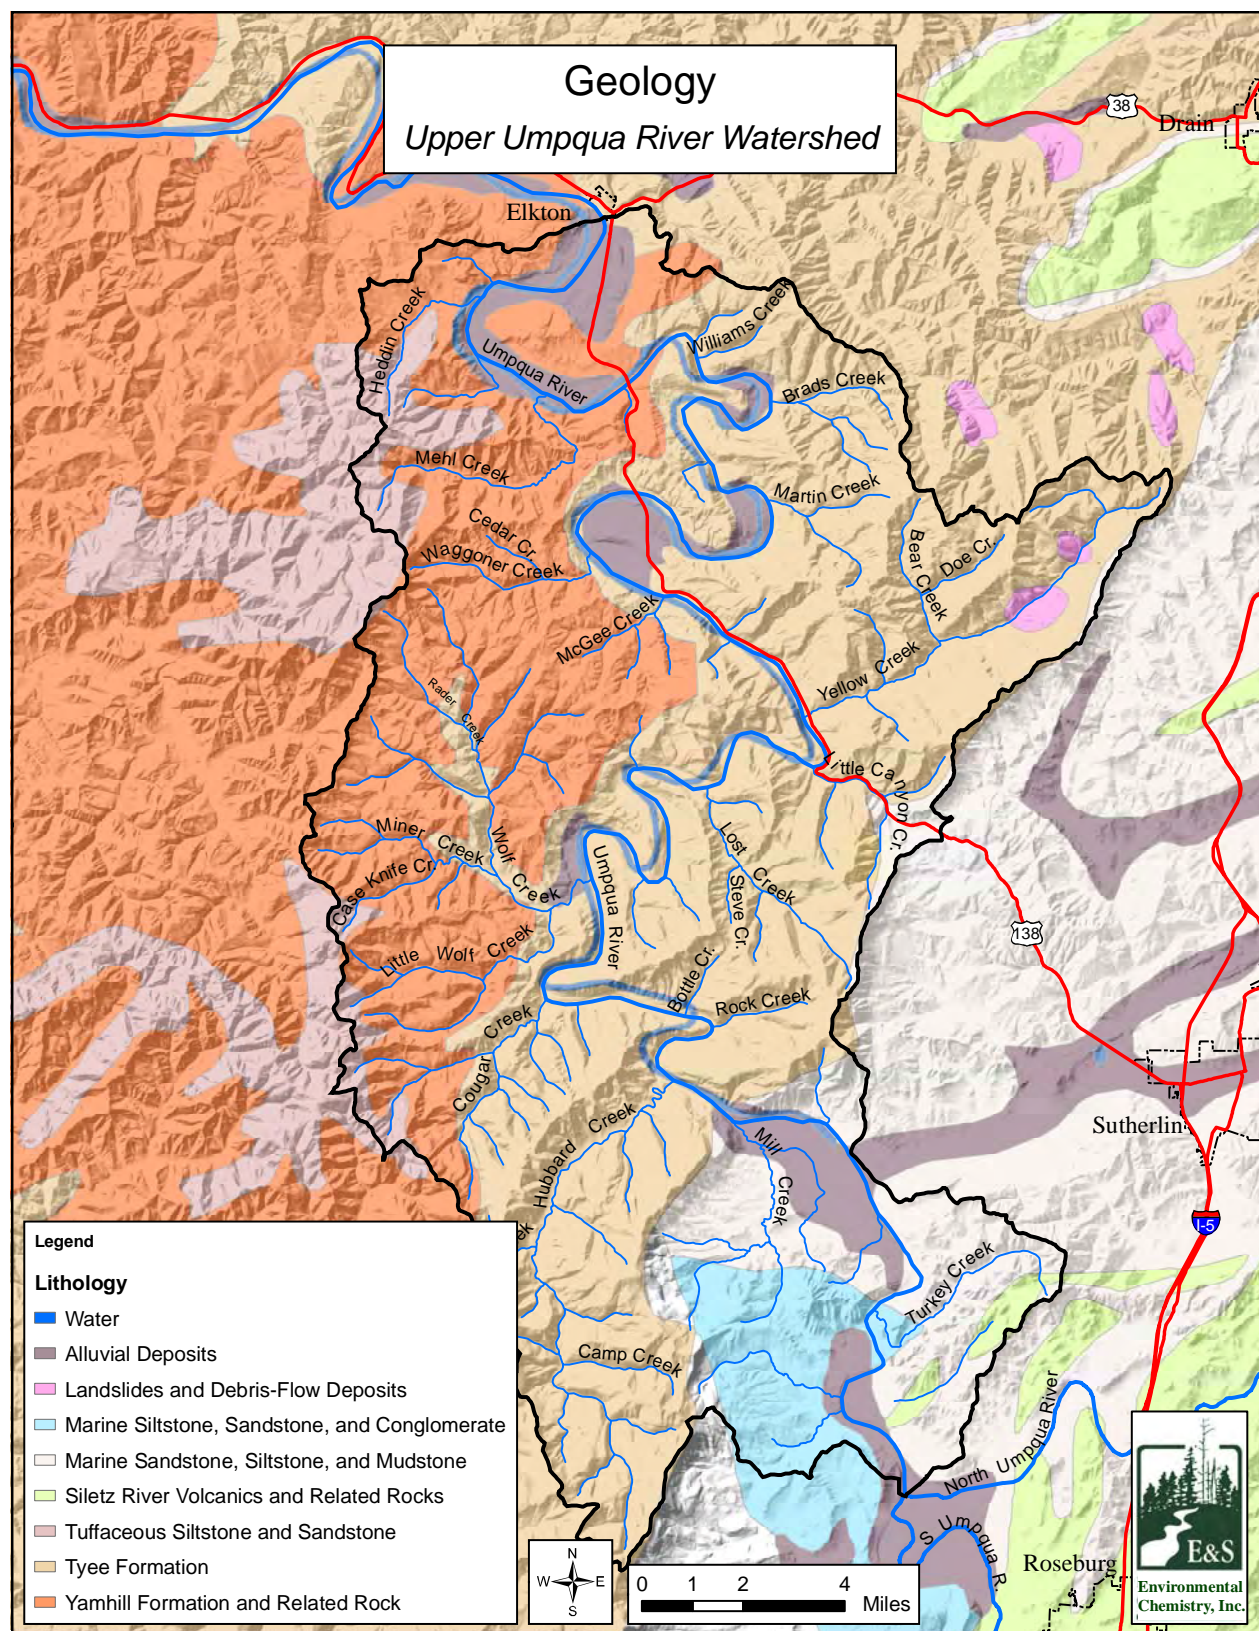 Geology
Upper Umpqua River Watershed
38
Drain
Elkton
Heddin Creek
Umpqua River
Williams Creek
Brads Creek
Mehl Creek
Martin Creek
Cedar Cr.
Waggoner Creek
Bear Creek
Doe Cr.
McGee Creek
Yellow Creek
Rader Creek
Little Canyon Cr.
Miner Creek
Wolf Creek
Case Knife Cr.
Umpqua River
Lost Creek
Steve Cr.
Little Wolf Creek
138
Bottle Cr.
Rock Creek
Cougar Creek
Hubbard Creek
Mill Creek
Sutherlin
I-5
Turkey Creek
Camp Creek
North Umpqua River
S Umpqua R.
Roseburg
Legend
Lithology
Water
Alluvial Deposits
Landslides and Debris-Flow Deposits
Marine Siltstone, Sandstone, and Conglomerate
Marine Sandstone, Siltstone, and Mudstone
Siletz River Volcanics and Related Rocks
Tuffaceous Siltstone and Sandstone
Tyee Formation
Yamhill Formation and Related Rock
N
W E
S
0 1 2 4
Miles
E&S
Environmental
Chemistry, Inc.